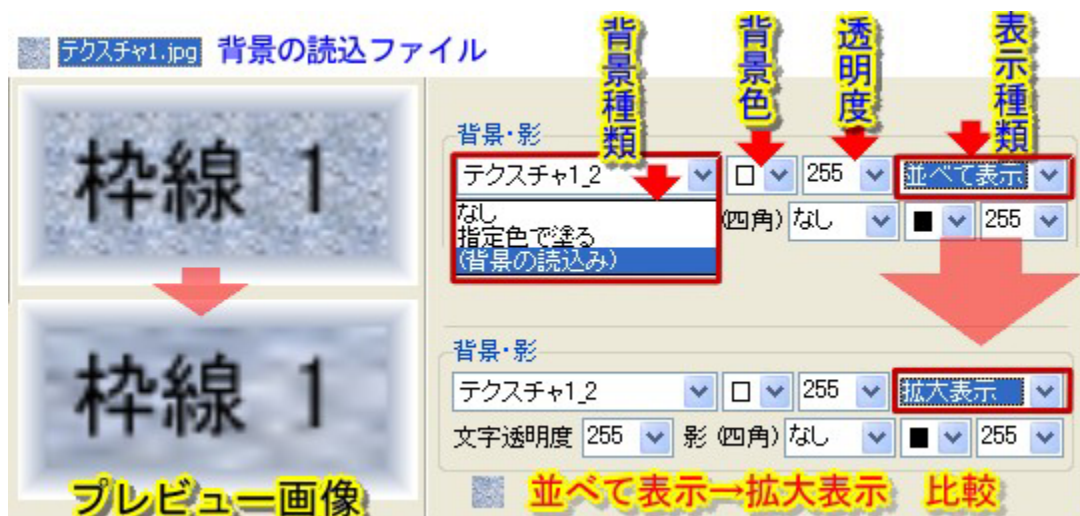 テクスチャ1.jpg 背景の読込ファイル
背景種類
背景色
透明度
表示種類
枠線 1
背景・影
テクスチャ1_2 255 並べて表示
なし
指定色で塗る
(背景の読込み)
(四角) なし 255
枠線 1
プレビュー画像
背景・影
テクスチャ1_2 255 拡大表示
文字透明度 255 影 (四角) なし 255
並べて表示→拡大表示 比較